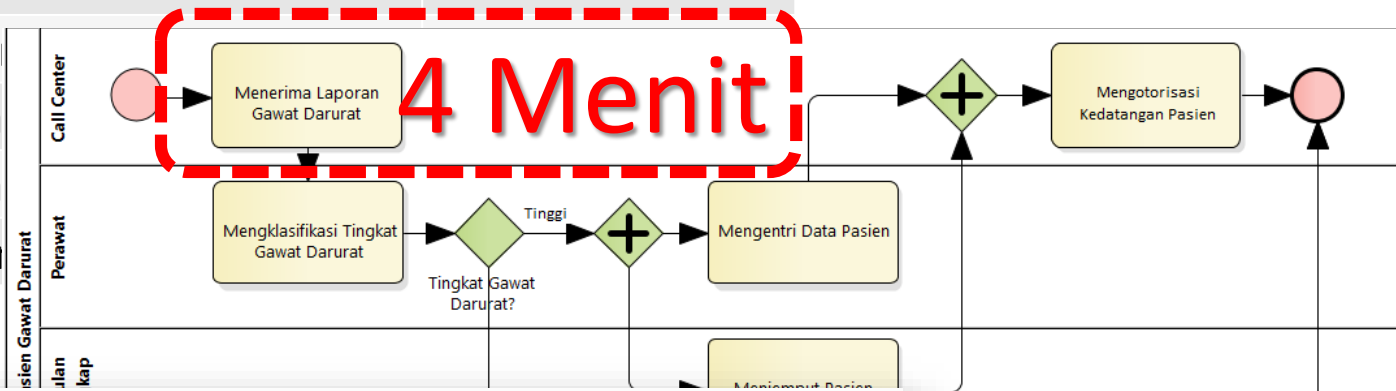 Call Center
Menerima Laporan
Gawat Darurat
4 Menit
Mengotorisasi
Kedatangan Pasien
Perawat
Mengklasifikasi Tingkat
Gawat Darurat
Tingkat Gawat
Darurat?
Tinggi
Mengentri Data Pasien
Gawat Darurat